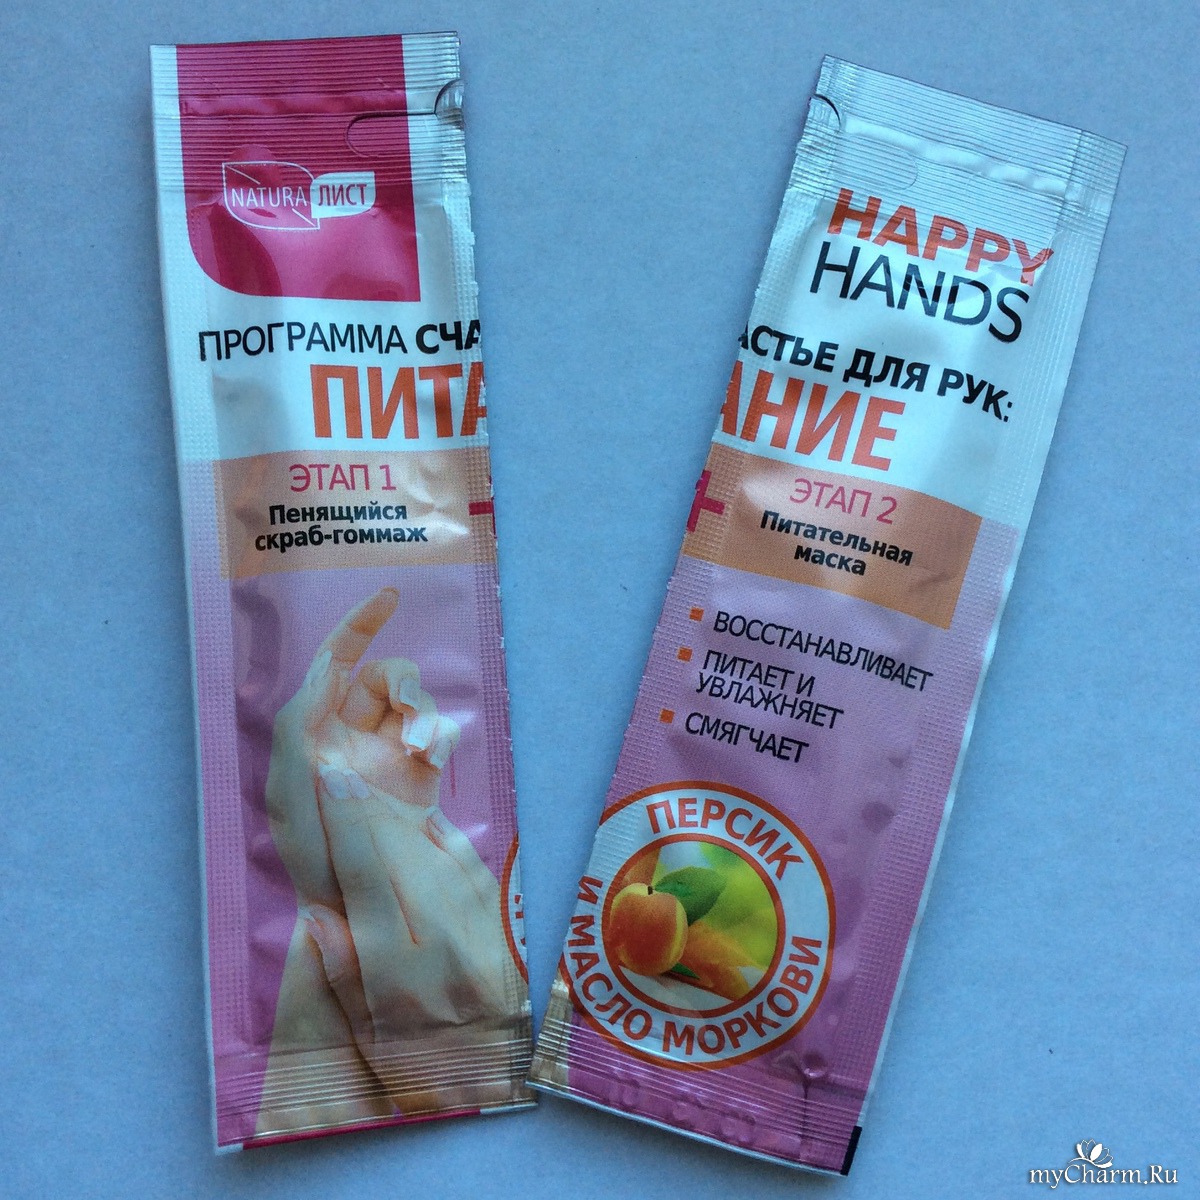 NATURA ЛИСТ
ПРОГРАММА СЧА
ПИТА
ЭТАП 1
Пенящийся
скраб-гоммаж
HAPPY
HANDS
АСТЬЕ ДЛЯ РУК:
АНИЕ
+
ЭТАП 2
Питательная
маска
ВОССТАНАВЛИВАЕТ
ПИТАЕТ И
УВЛАЖНЯЕТ
СМЯГЧАЕТ
ПЕРСИК
И МАСЛО МОРКОВИ
myCharm.Ru